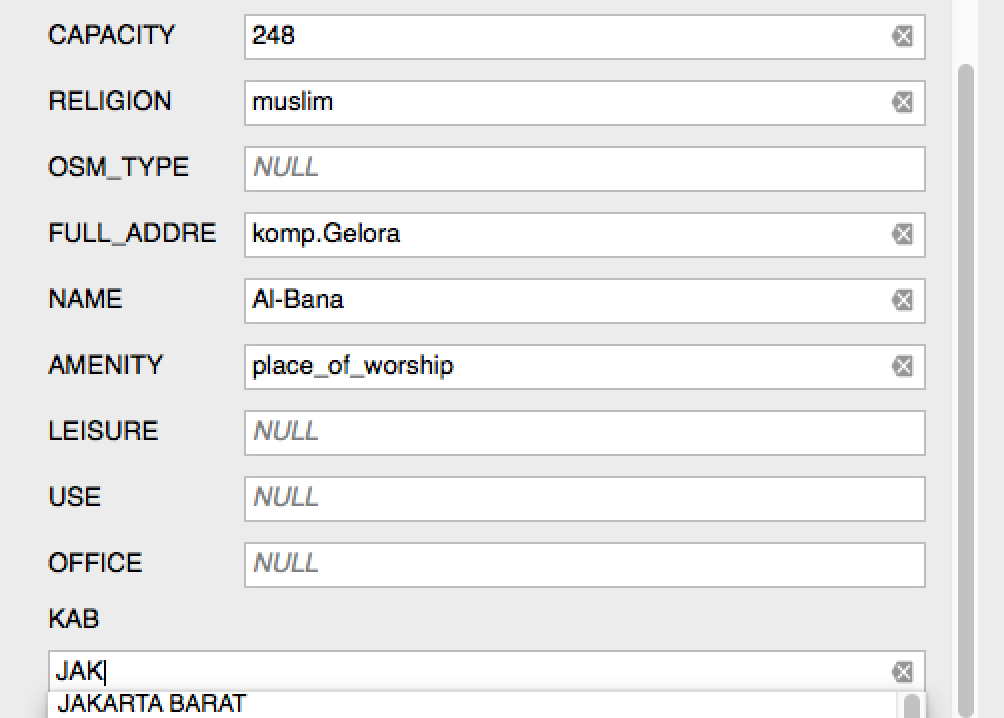 CAPACITY 248
RELIGION muslim
OSM_TYPE NULL
FULL_ADDRE komp.Gelora
NAME Al-Bana
AMENITY place_of_worship
LEISURE NULL
USE NULL
OFFICE NULL
KAB
JAK
JAKARTA BARAT